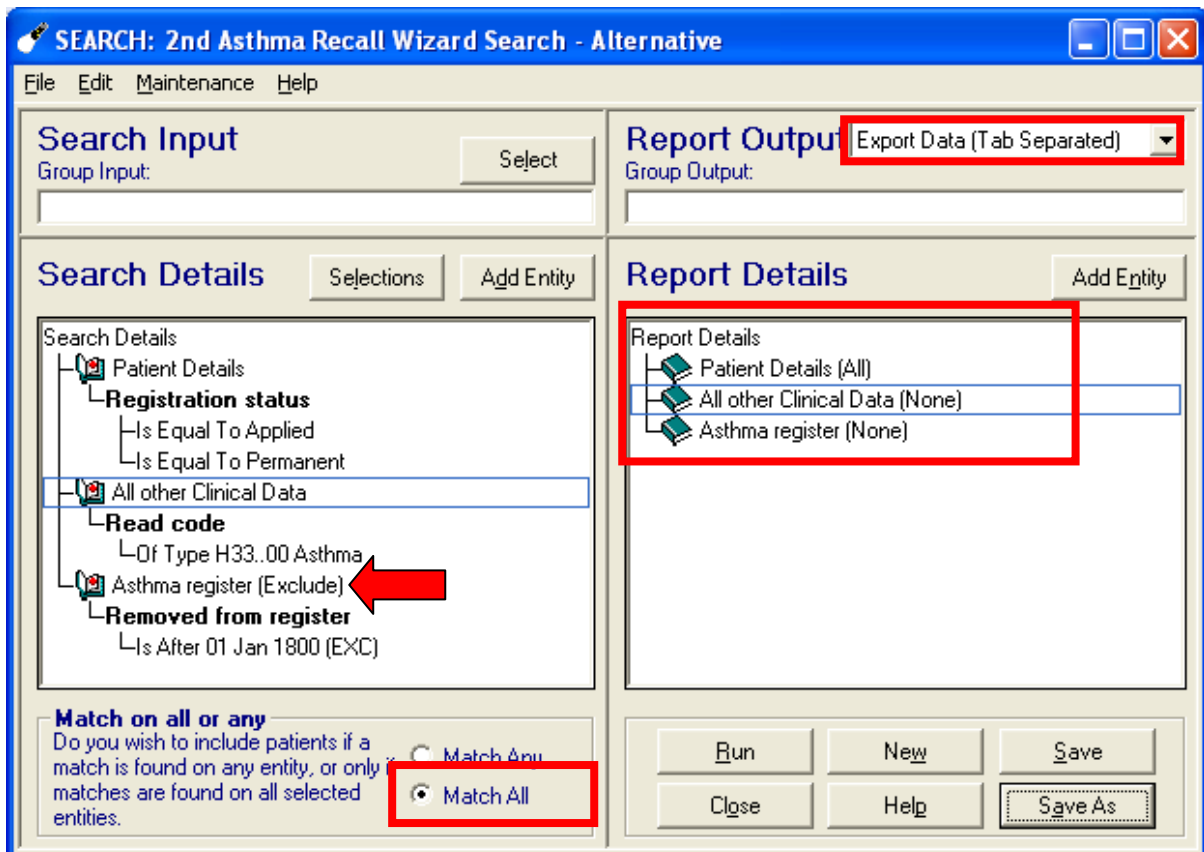 SEARCH: 2nd Asthma Recall Wizard Search - Alternative
File Edit Maintenance Help
Search Input
Select
Group Input:
Report Output
Export Data (Tab Separated)
Group Output:
Search Details
Selections
Add Entity
Search Details
Patient Details
Registration status
Is Equal To Applied
Is Equal To Permanent
All other Clinical Data
Read code
Of Type H33..00 Asthma
Asthma register (Exclude)
Removed from register
Is After 01 Jan 1800 (EXC)
Report Details
Add Entity
Report Details
Patient Details (All)
All other Clinical Data (None)
Asthma register (None)
Match on all or any
Do you wish to include patients if a
match is found on any entity, or only if
matches are found on all selected
entities.
Match Any
Match All
Run
New
Save
Close
Help
Save As